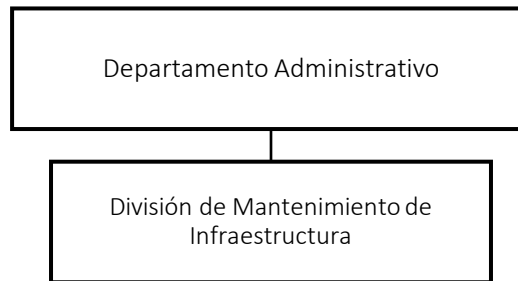 Departamento Administrativo
División de Mantenimiento de
Infraestructura